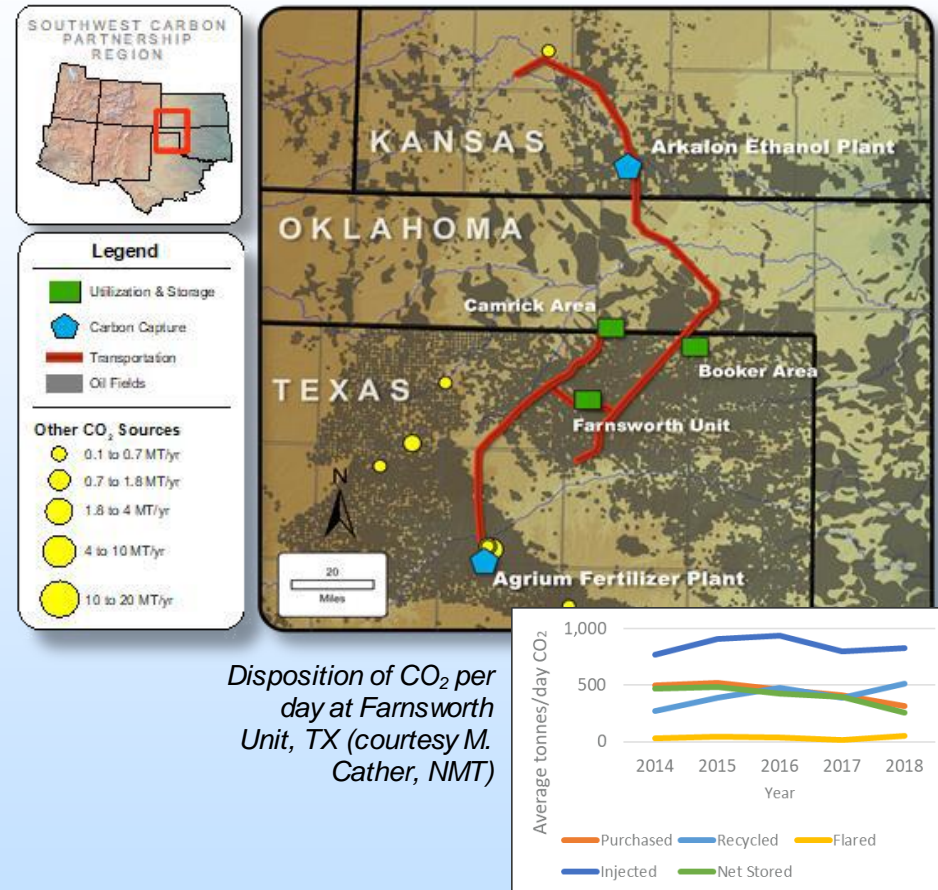 SOUTHWEST CARBON
PARTNERSHIP
REGION
Legend
Utilization & Storage
Carbon Capture
Transportation
Oil Fields
Other CO₂ Sources
0.1 to 0.7 MT/yr
0.7 to 1.8 MT/yr
1.8 to 4 MT/yr
4 to 10 MT/yr
10 to 20 MT/yr
KANSAS
Arkalon Ethanol Plant
OKLAHOMA
Camrick Area
Booker Area
TEXAS
Farnsworth Unit
N
20
Miles
Agrium Fertilizer Plant
Disposition of CO₂ per
day at Farnsworth
Unit, TX (courtesy M.
Cather, NMT)
Average tonnes/day CO₂
1,000
500
0
2014 2015 2016 2017 2018
Year
Purchased Recycled Flared
Injected Net Stored